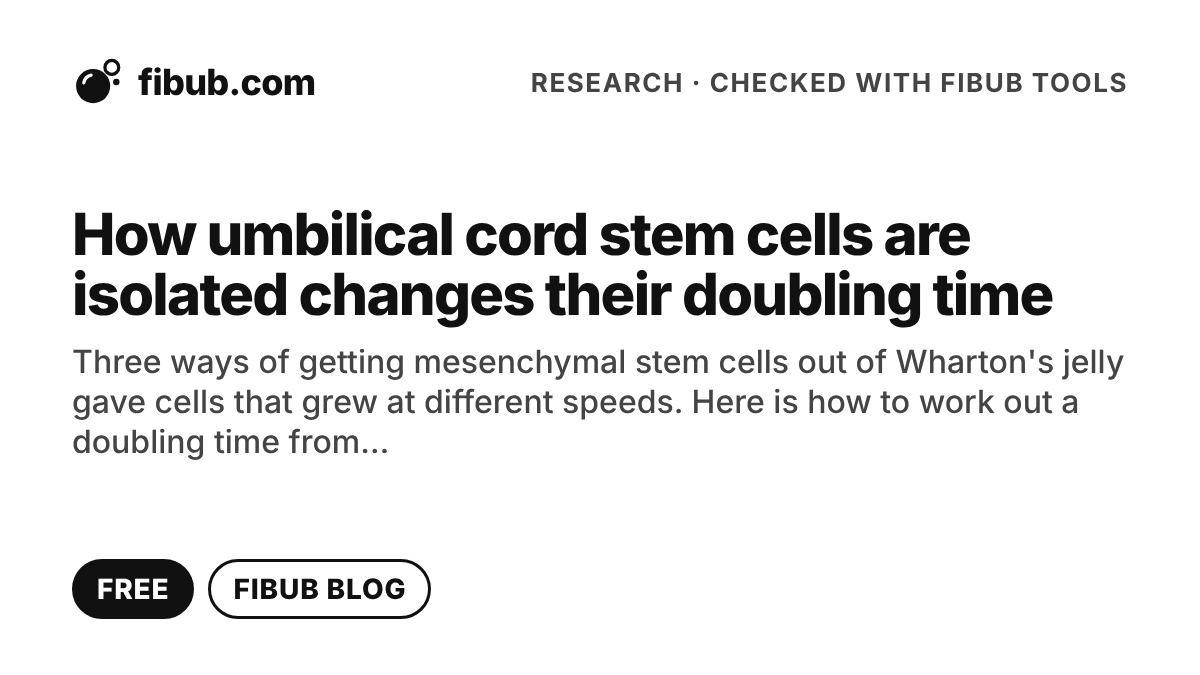 fibub.com
RESEARCH · CHECKED WITH FIBUB TOOLS
How umbilical cord stem cells are
isolated changes their doubling time
Three ways of getting mesenchymal stem cells out of Wharton's jelly
gave cells that grew at different speeds. Here is how to work out a
doubling time from...
FREE
FIBUB BLOG